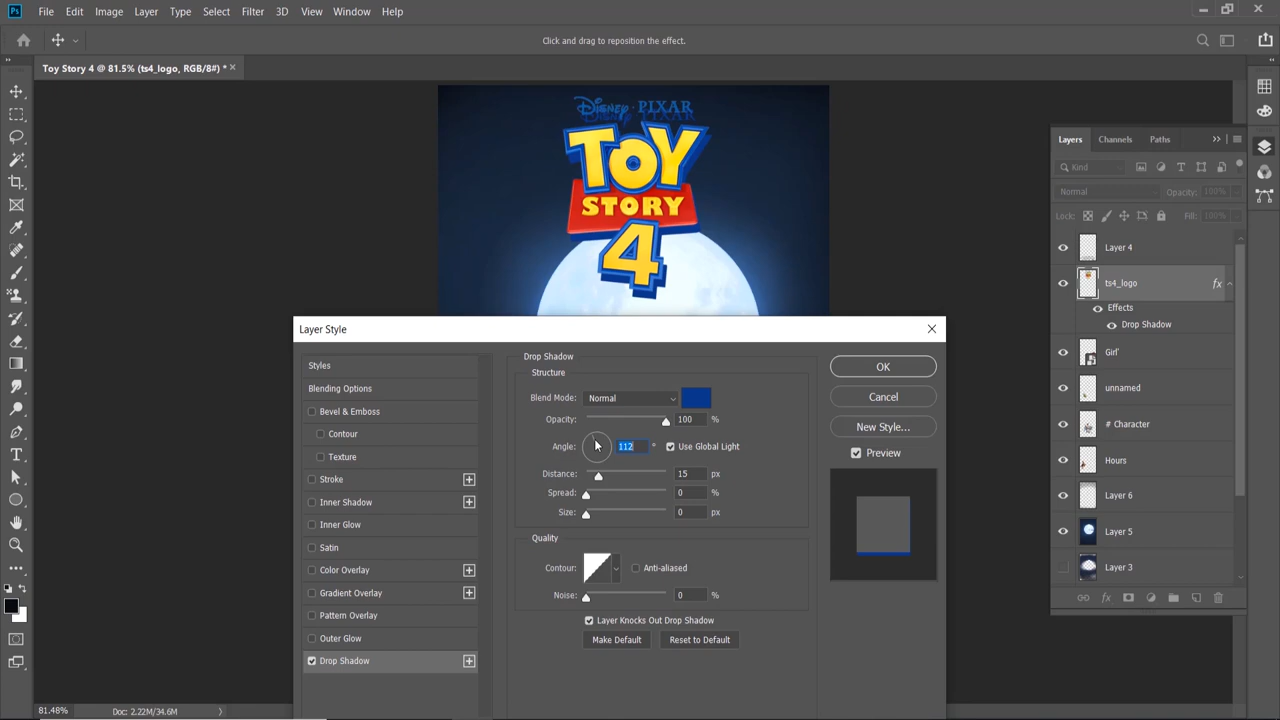 Ps File Edit Image Layer Type Select Filter 3D View Window Help
Click and drag to reposition the effect.
Toy Story 4 @ 81.5% (ts4_logo, RGB/8#) *
DISNEY · PIXAR
TOY
STORY
4
Layers Channels Paths
Kind
Normal Opacity: 100%
Lock: Fill: 100%
Layer 4
ts4_logo fx
Effects
Drop Shadow
Girl
unnamed
# Character
Hours
Layer 6
Layer 5
Layer 3
fx
Layer Style
Styles
Blending Options
Bevel & Emboss
Contour
Texture
Stroke
Inner Shadow
Inner Glow
Satin
Color Overlay
Gradient Overlay
Pattern Overlay
Outer Glow
Drop Shadow
Drop Shadow
Structure
Blend Mode: Normal
Opacity: 100 %
Angle: 112 ° Use Global Light
Distance: 15 px
Spread: 0 %
Size: 0 px
Quality
Contour: Anti-aliased
Noise: 0 %
Layer Knocks Out Drop Shadow
Make Default Reset to Default
OK
Cancel
New Style...
Preview
81.48% Doc: 2.22M/34.6M